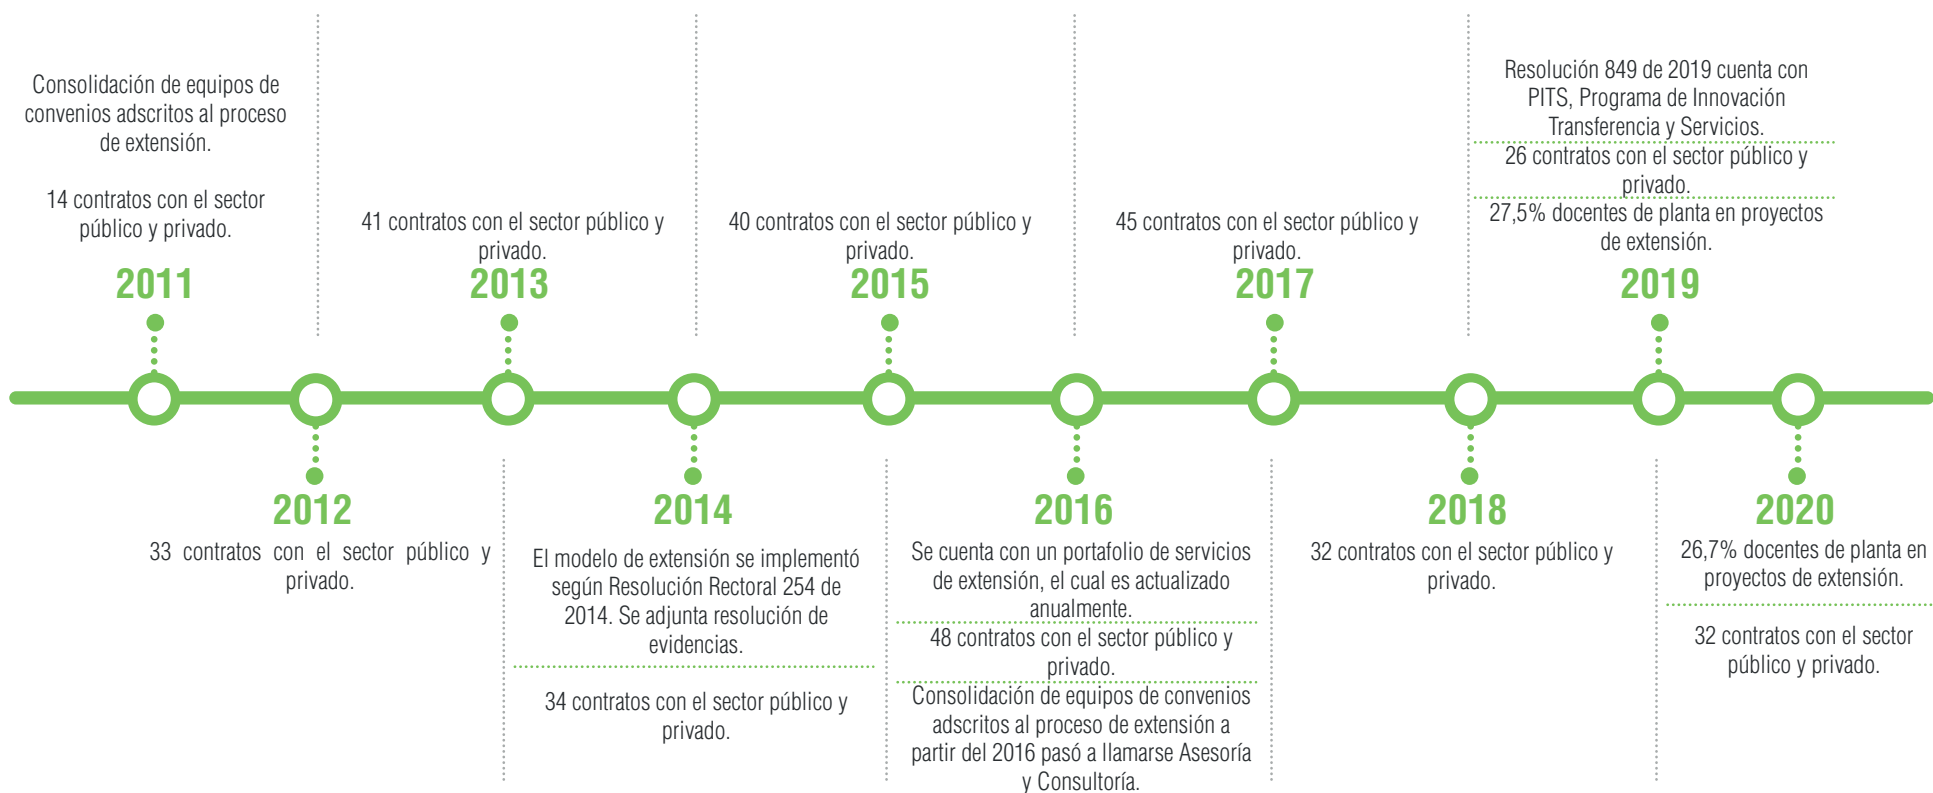 Consolidación de equipos de
convenios adscritos al proceso
de extensión.
14 contratos con el sector
público y privado.
2011
33 contratos con el sector público y
privado.
2012
41 contratos con el sector público y
privado.
2013
2014
El modelo de extensión se implementó
según Resolución Rectoral 254 de
2014. Se adjunta resolución de
evidencias.
34 contratos con el sector público y
privado.
40 contratos con el sector público y
privado.
2015
2016
Se cuenta con un portafolio de servicios
de extensión, el cual es actualizado
anualmente.
48 contratos con el sector público y
privado.
Consolidación de equipos de convenios
adscritos al proceso de extensión a
partir del 2016 pasó a llamarse Asesoría
y Consultoría.
45 contratos con el sector público y
privado.
2017
2018
32 contratos con el sector público y
privado.
Resolución 849 de 2019 cuenta con
PITS, Programa de Innovación
Transferencia y Servicios.
26 contratos con el sector público y
privado.
27,5% docentes de planta en proyectos
de extensión.
2019
2020
26,7% docentes de planta en
proyectos de extensión.
32 contratos con el sector
público y privado.